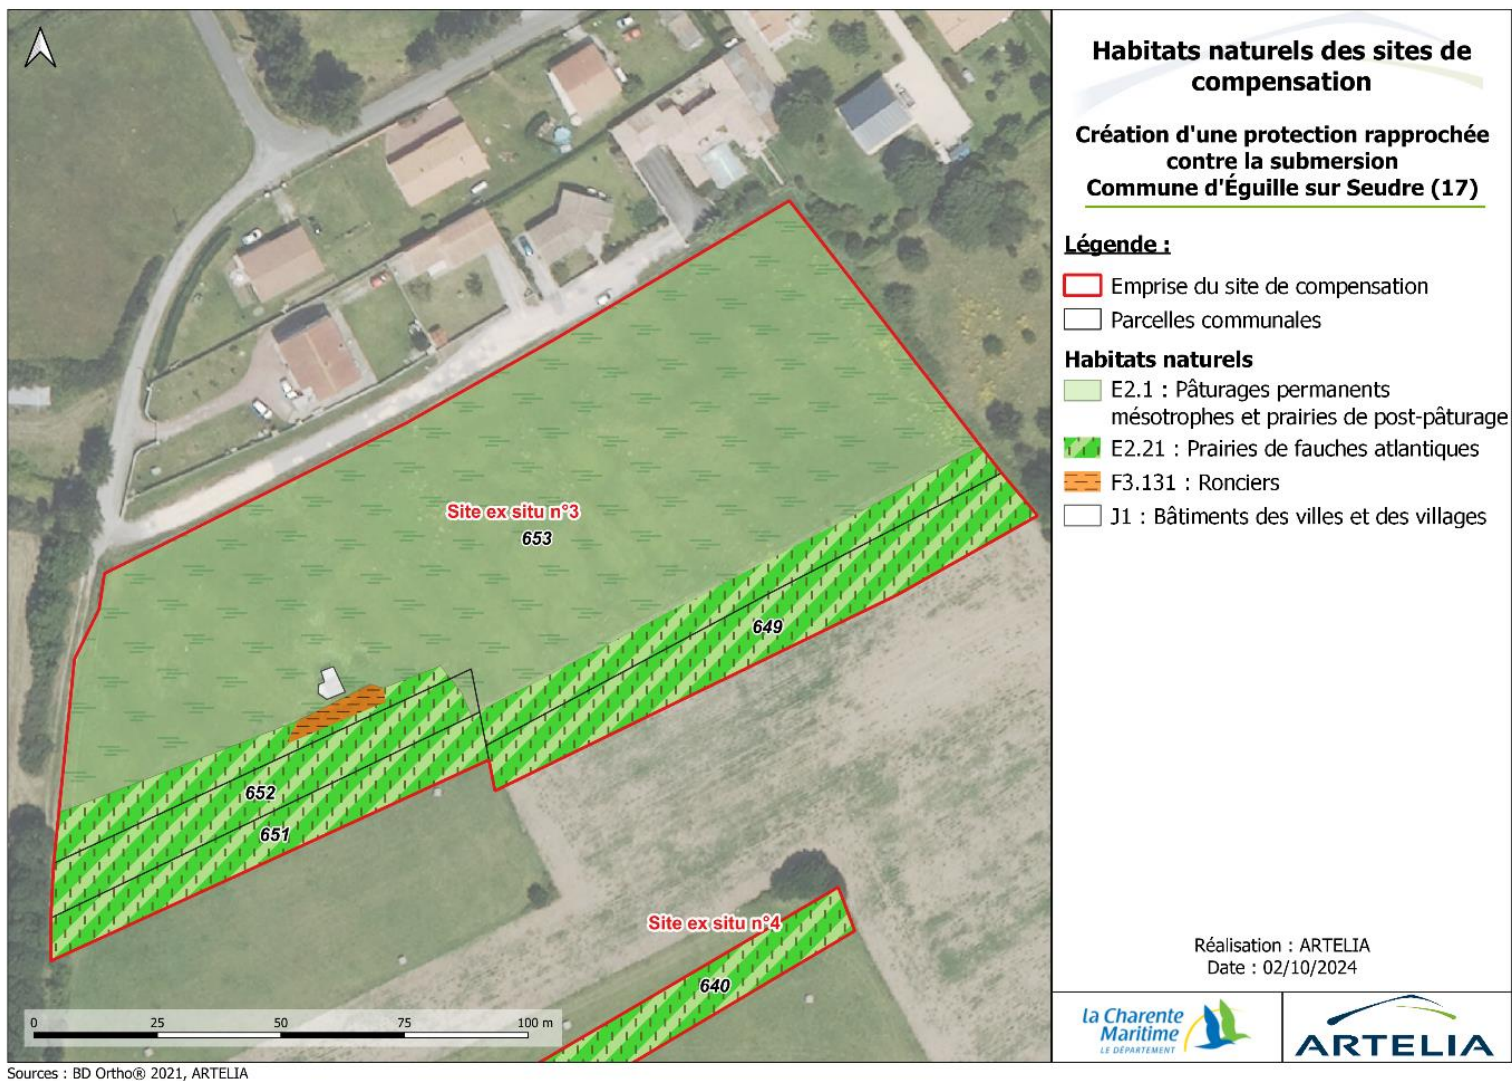 Habitats naturels des sites de
compensation
Création d'une protection rapprochée
contre la submersion
Commune d'Éguille sur Seudre (17)
Légende :
Emprise du site de compensation
Parcelles communales
Habitats naturels
E2.1 : Pâturages permanents
mésotrophes et prairies de post-pâturage
E2.21 : Prairies de fauches atlantiques
F3.131 : Ronciers
J1 : Bâtiments des villes et des villages
Site ex situ n°3
653
649
652
651
Site ex situ n°4
640
0 25 50 75 100 m
Réalisation : ARTELIA
Date : 02/10/2024
la Charente
Maritime
LE DÉPARTEMENT
ARTELIA
Sources : BD Ortho® 2021, ARTELIA